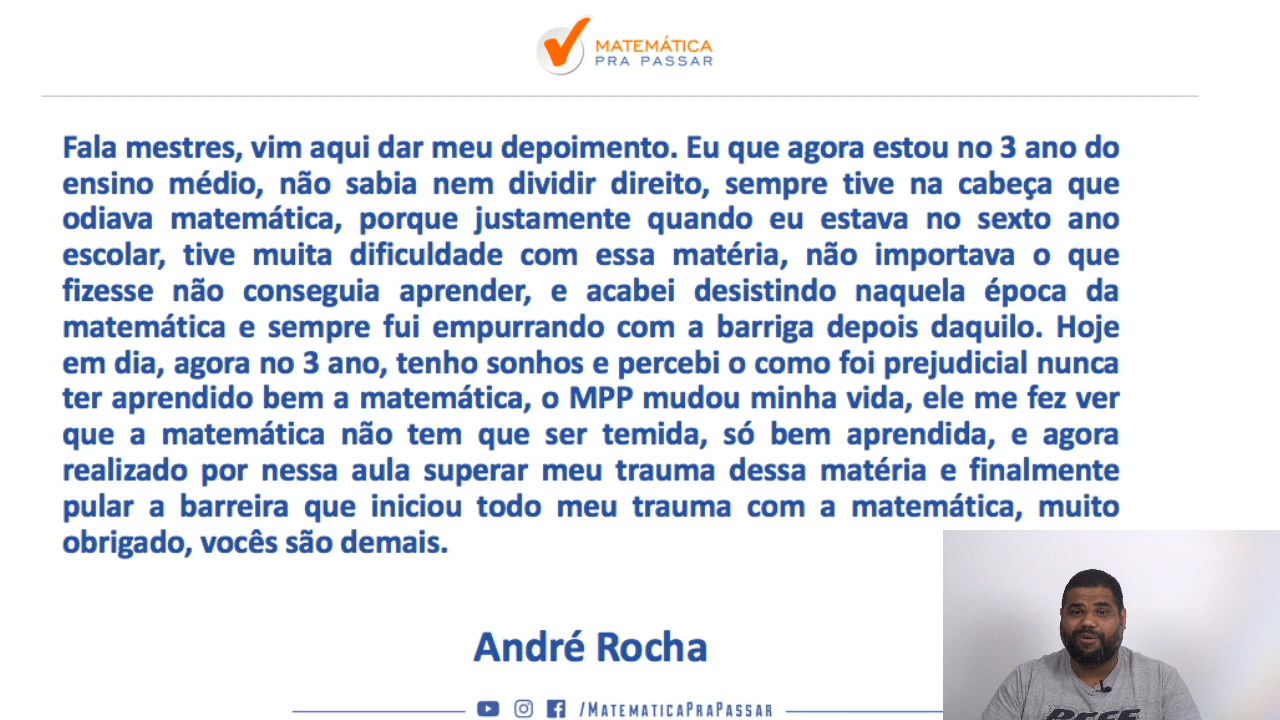 MATEMÁTICA
PRA PASSAR
Fala mestres, vim aqui dar meu depoimento. Eu que agora estou no 3 ano do
ensino médio, não sabia nem dividir direito, sempre tive na cabeça que
odiava matemática, porque justamente quando eu estava no sexto ano
escolar, tive muita dificuldade com essa matéria, não importava o que
fizesse não conseguia aprender, e acabei desistindo naquela época da
matemática e sempre fui empurrando com a barriga depois daquilo. Hoje
em dia, agora no 3 ano, tenho sonhos e percebi o como foi prejudicial nunca
ter aprendido bem a matemática, o MPP mudou minha vida, ele me fez ver
que a matemática não tem que ser temida, só bem aprendida, e agora
realizado por nessa aula superar meu trauma dessa matéria e finalmente
pular a barreira que iniciou todo meu trauma com a matemática, muito
obrigado, vocês são demais.
André Rocha
/MATEMATICAPRAPASSAR